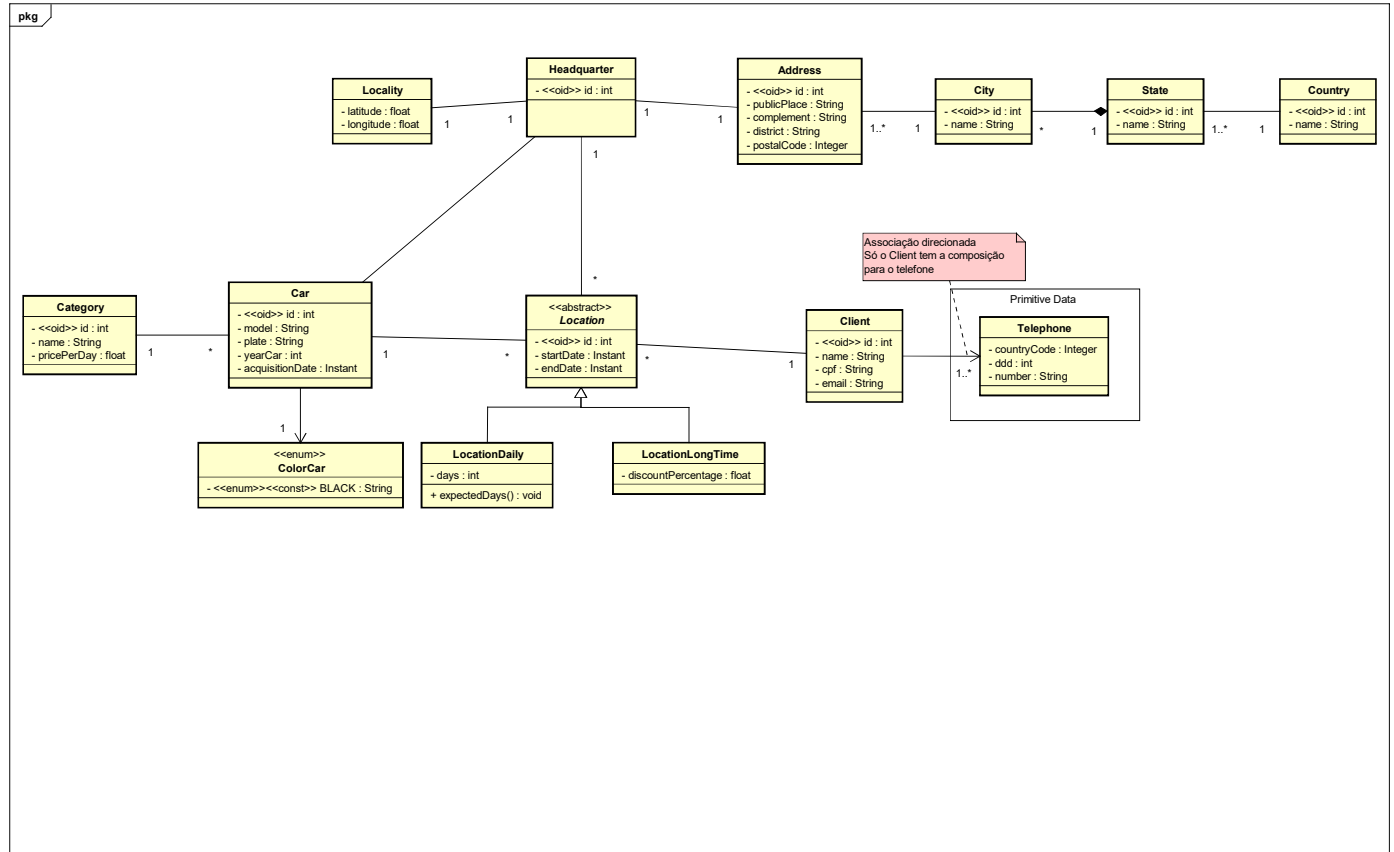 pkg
Headquarter
- <<oid>> id : int
Locality
- latitude : float
- longitude : float
1
1
1
1
Address
- <<oid>> id : int
- publicPlace : String
- complement : String
- district : String
- postalCode : Integer
1..*
1
City
- <<oid>> id : int
- name : String
*
1
State
- <<oid>> id : int
- name : String
1..*
1
Country
- <<oid>> id : int
- name : String
1
*
Associação direcionada
Só o Client tem a composição
para o telefone
Primitive Data
Telephone
- countryCode : Integer
- ddd : int
- number : String
1..*
Category
- <<oid>> id : int
- name : String
- pricePerDay : float
1
*
Car
- <<oid>> id : int
- model : String
- plate : String
- yearCar : int
- acquisitionDate : Instant
1
*
<<abstract>>
Location
- <<oid>> id : int
- startDate : Instant
- endDate : Instant
*
1
Client
- <<oid>> id : int
- name : String
- cpf : String
- email : String
1
<<enum>>
ColorCar
- <<enum>><<const>> BLACK : String
LocationDaily
- days : int
+ expectedDays() : void
LocationLongTime
- discountPercentage : float